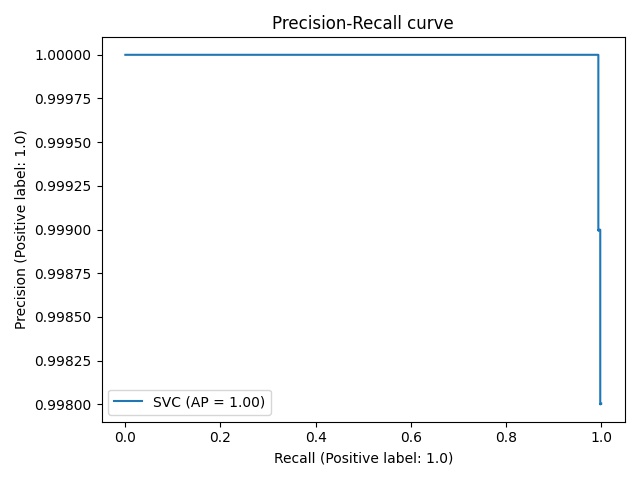 Precision-Recall curve
1.00000
0.99975
0.99950
0.99925
0.99900
0.99875
0.99850
0.99825
0.99800
Precision (Positive label: 1.0)
SVC (AP = 1.00)
0.0 0.2 0.4 0.6 0.8 1.0
Recall (Positive label: 1.0)